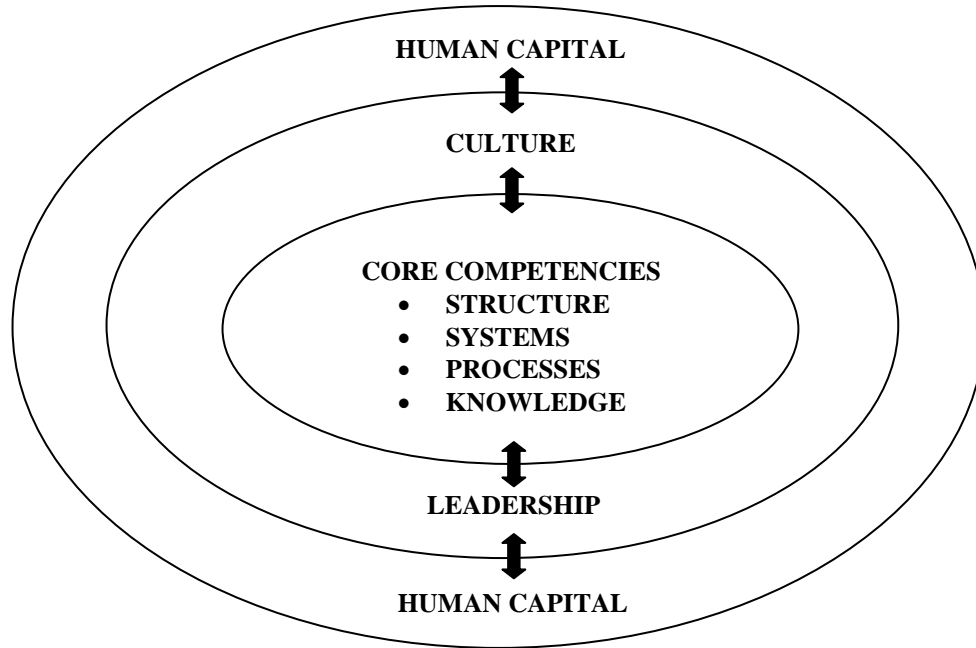 HUMAN CAPITAL
CULTURE
CORE COMPETENCIES
• STRUCTURE
• SYSTEMS
• PROCESSES
• KNOWLEDGE
LEADERSHIP
HUMAN CAPITAL